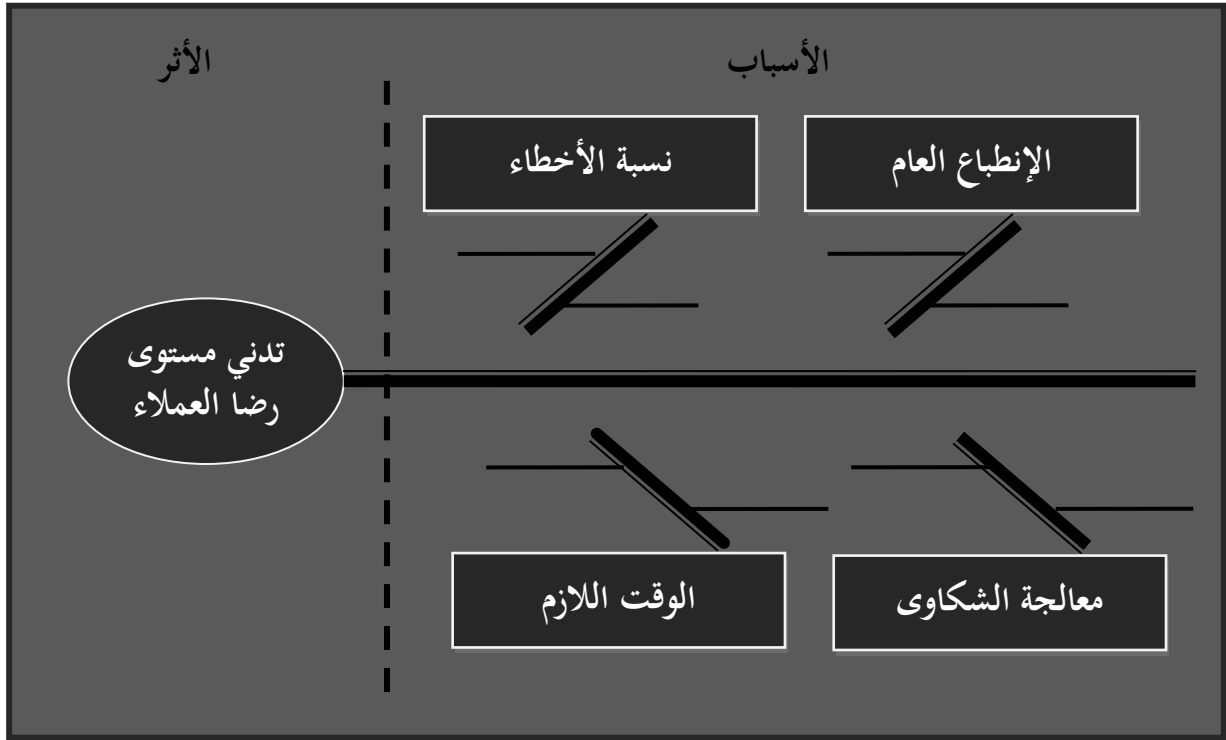 الأسباب
الأثر
الإنطباع العام
نسبة الأخطاء
تدني مستوى
رضا العملاء
معالجة الشكاوى
الوقت اللازم